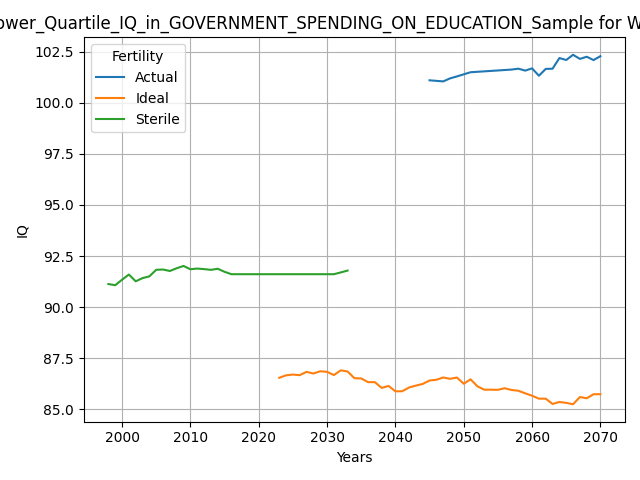 ower_Quartile_IQ_in_GOVERNMENT_SPENDING_ON_EDUCATION_Sample for W
Fertility
Actual
Ideal
Sterile
102.5
100.0
97.5
95.0
92.5
90.0
87.5
85.0
IQ
2000 2010 2020 2030 2040 2050 2060 2070
Years